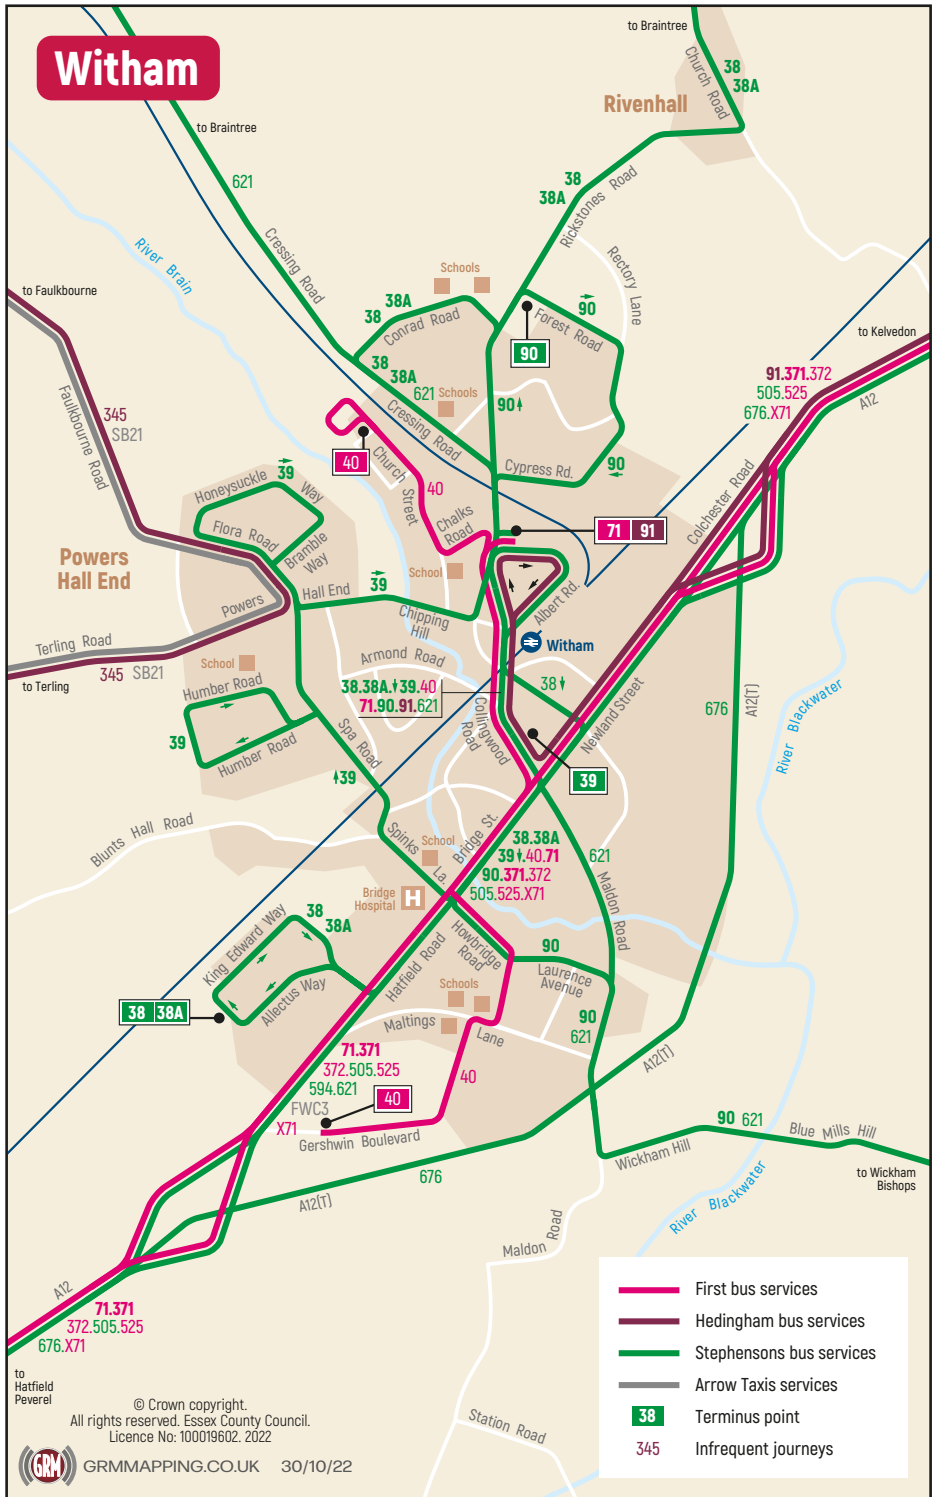 Witham
to Braintree
Church Road
38
38A
Rivenhall
to Braintree
621
38
38A
Rickstones Road
River Brain
Cressing Road
Rectory Lane
Schools
to Faulkbourne
38A
38
Conrad Road
90
Forest Road
90
to Kelvedon
38
38A
621
Schools
91.371.372
505.525
676.X71
A12
90
Cressing Road
Faulkbourne Road
345
SB21
40
Church Street
40
Cypress Rd.
90
Colchester Road
39
Honeysuckle Way
Flora Road
Bramble Way
Chalks Road
71 91
Powers
Hall End
School
39
Powers
Hall End
Chipping
Hill
Albert Rd.
Witham
Terling Road
345 SB21
to Terling
School
Armond Road
Humber Road
38.38A.39.40
71.90.91.621
38
Newland Street
676
A12(T)
River Blackwater
Collingwood
Road
39
Humber Road
Spa Road
39
39
Blunts Hall Road
Spinks
La.
School
Bridge St.
38.38A
39.40.71
90.371.372
505.525.X71
621
Maldon Road
Bridge
Hospital
H
38
38A
King Edward Way
Allectus Way
38 38A
Hatfield Road
Howbridge
Road
90
Laurence
Avenue
Schools
Maltings
Lane
90
621
71.371
372.505.525
594.621
40
40
FWC3
X71
Gershwin Boulevard
A12(T)
90 621
Blue Mills Hill
Wickham Hill
to Wickham
Bishops
676
A12(T)
River Blackwater
Maldon Road
A12
71.371
372.505.525
676.X71
to
Hatfield
Peverel
Station Road
First bus services
Hedingham bus services
Stephensons bus services
Arrow Taxis services
38 Terminus point
345 Infrequent journeys
© Crown copyright.
All rights reserved. Essex County Council.
Licence No: 100019602. 2022
GRM
GRMMAPPING.CO.UK 30/10/22